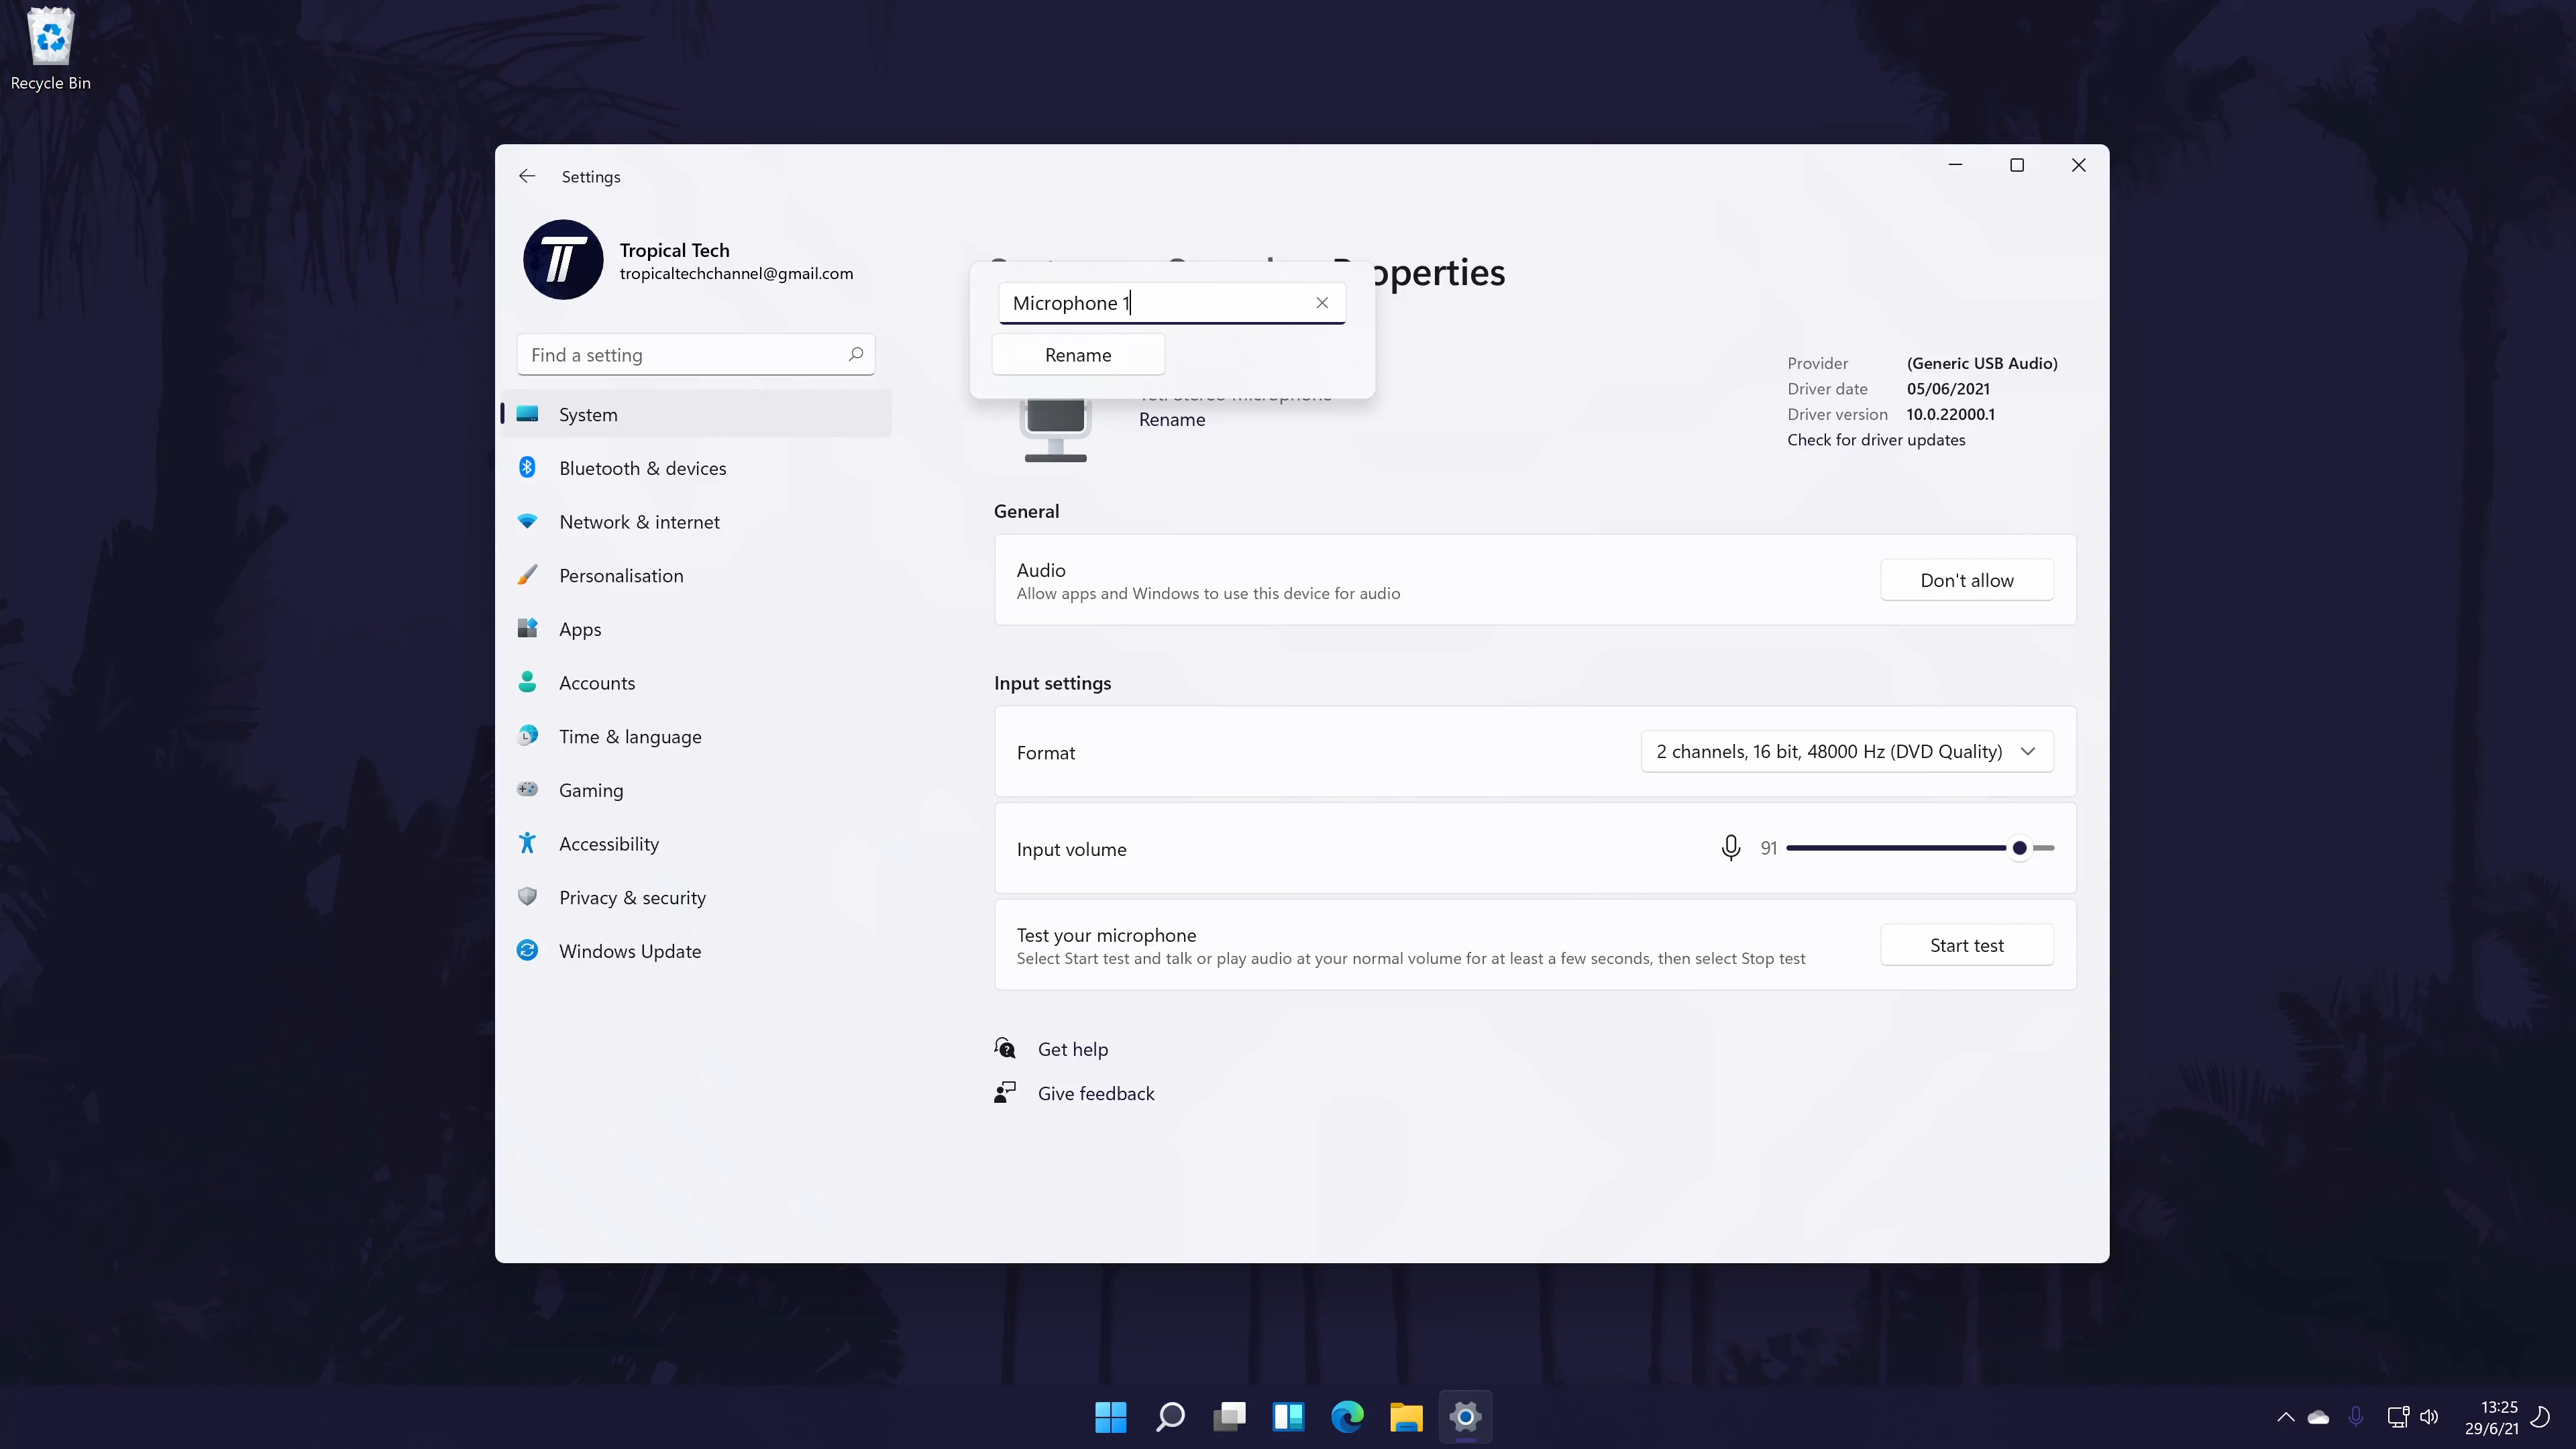 Recycle Bin
Settings
Tropical Tech
tropicaltechchannel@gmail.com
Find a setting
System
Bluetooth & devices
Network & internet
Personalisation
Apps
Accounts
Time & language
Gaming
Accessibility
Privacy & security
Windows Update
Properties
Microphone 1
Rename
Rename
Provider (Generic USB Audio)
Driver date 05/06/2021
Driver version 10.0.22000.1
Check for driver updates
General
Audio
Allow apps and Windows to use this device for audio
Don't allow
Input settings
Format
2 channels, 16 bit, 48000 Hz (DVD Quality)
Input volume
91
Test your microphone
Select Start test and talk or play audio at your normal volume for at least a few seconds, then select Stop test
Start test
Get help
Give feedback
13:25
29/6/21